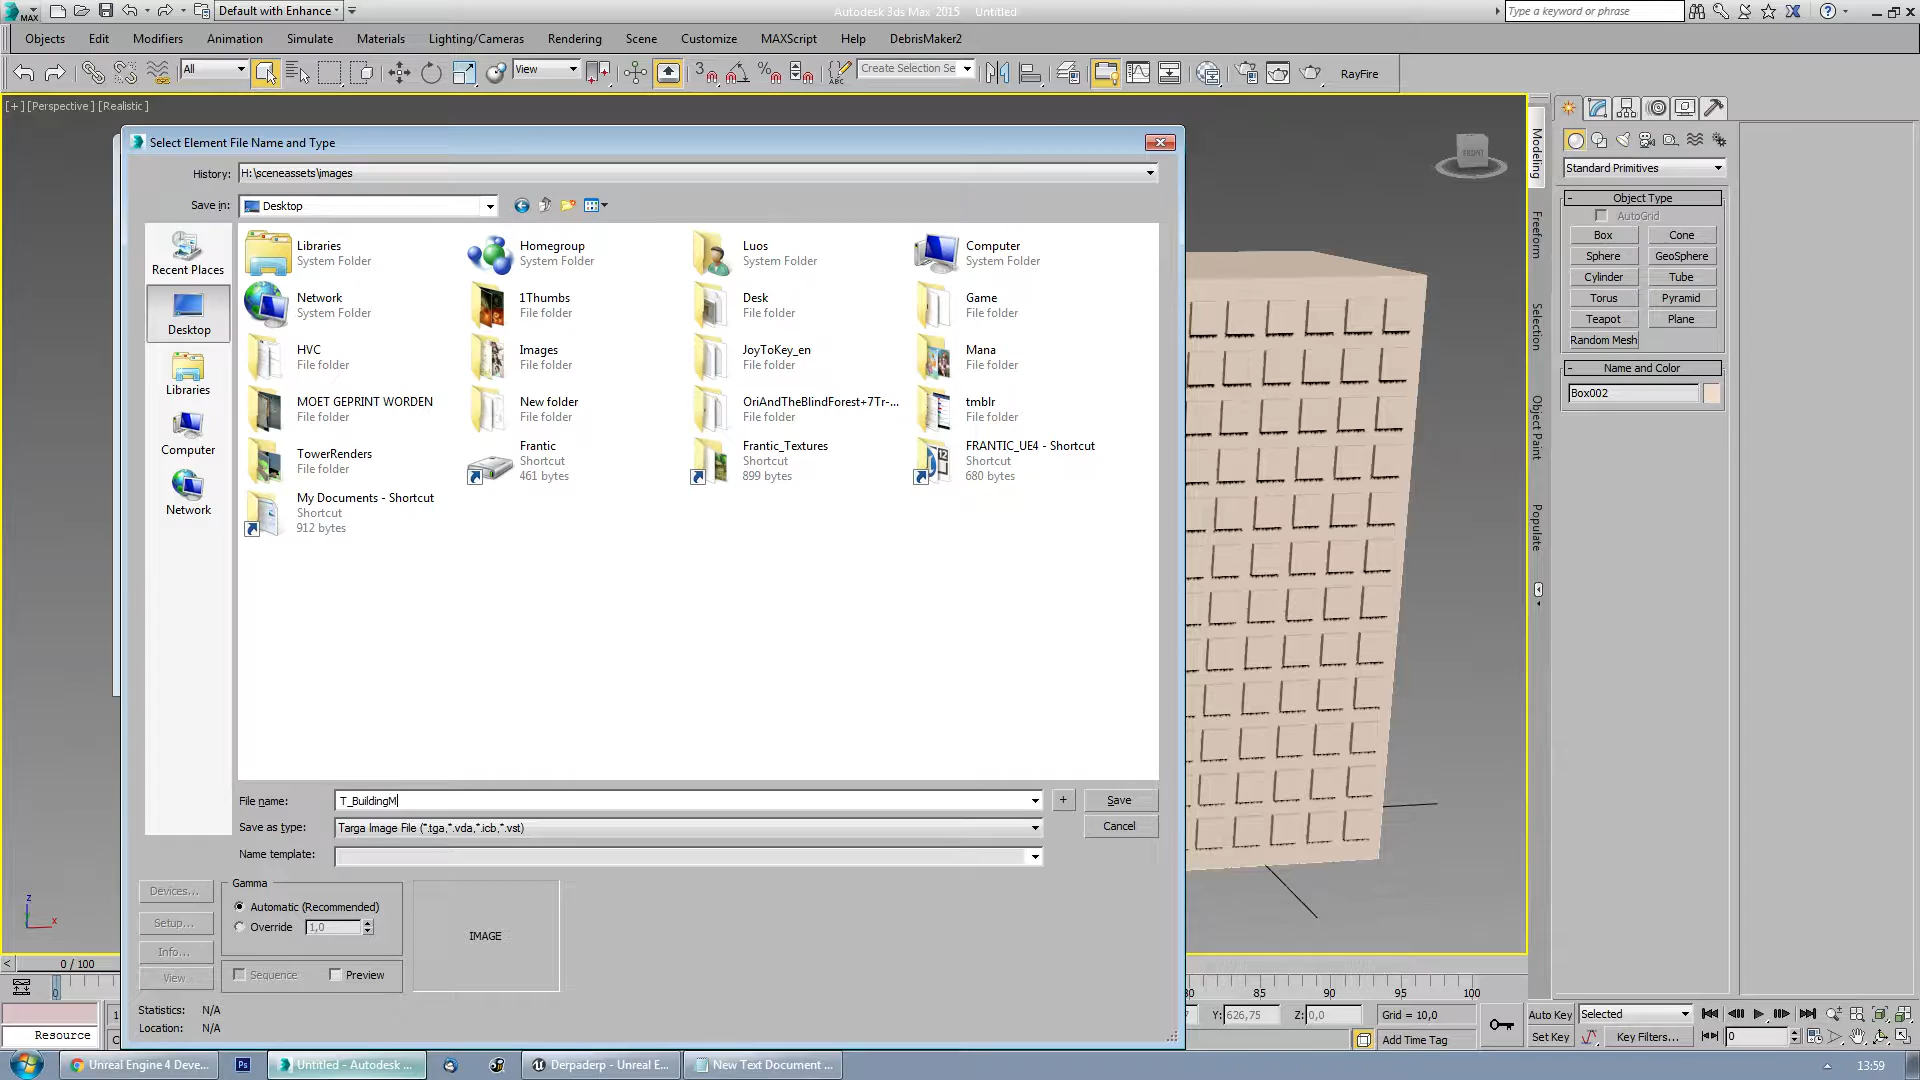 MAX
Default with Enhance
Autodesk 3ds Max 2015 Untitled
Type a keyword or phrase
Objects Edit Modifiers Animation Simulate Materials Lighting/Cameras Rendering Scene Customize MAXScript Help DebrisMaker2
All
View
3
ABC
Create Selection Se
RayFire
[+] [Perspective ] [Realistic ]
Select Element File Name and Type
History: H:\sceneassets\images
Save in: Desktop
Recent Places
Desktop
Libraries
Computer
Network
Libraries
System Folder
Homegroup
System Folder
Luos
System Folder
Computer
System Folder
Network
System Folder
1Thumbs
File folder
Desk
File folder
Game
File folder
HVC
File folder
Images
File folder
JoyToKey_en
File folder
Mana
File folder
MOET GEPRINT WORDEN
File folder
New folder
File folder
OriAndTheBlindForest+7Tr-...
File folder
tmblr
File folder
TowerRenders
File folder
Frantic
Shortcut
461 bytes
Frantic_Textures
Shortcut
899 bytes
FRANTIC_UE4 - Shortcut
Shortcut
680 bytes
My Documents - Shortcut
Shortcut
912 bytes
File name: T_BuildingM
+
Save
Save as type: Targa Image File (*.tga,*.vda,*.icb,*.vst)
Cancel
Name template:
Devices...
Setup...
Info...
View
Gamma
Automatic (Recommended)
Override 1,0
Sequence
Preview
IMAGE
Statistics: N/A
Location: N/A
FRONT
Modeling
Freeform
Selection
Object Paint
Populate
Standard Primitives
- Object Type
AutoGrid
Box Cone
Sphere GeoSphere
Cylinder Tube
Torus Pyramid
Teapot Plane
Random Mesh
- Name and Color
Box002
z
x
< 0 / 100
0
85 90 95 100
Resource
Y: 626,75 Z: 0,0 Grid = 10,0
Add Time Tag
Auto Key Selected
Set Key Key Filters...
0
Unreal Engine 4 Deve...
Ps
Untitled - Autodesk ...
Derpaderp - Unreal E...
New Text Document ...
13:59